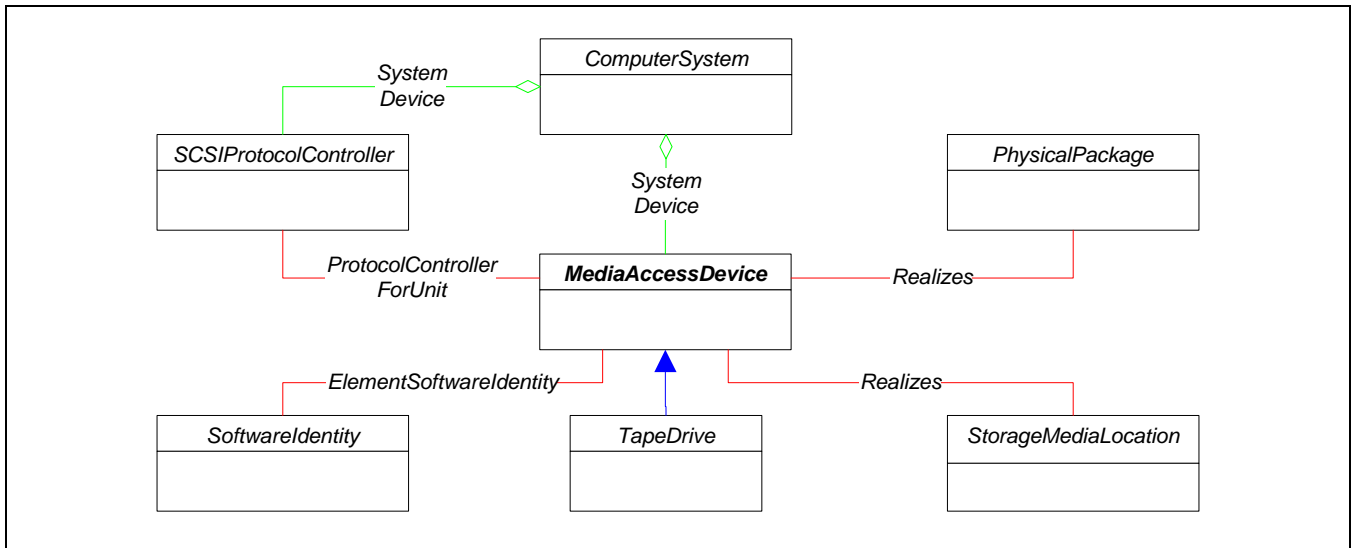 ComputerSystem
System
Device
SCSIProtocolController
PhysicalPackage
System
Device
ProtocolController
ForUnit
MediaAccessDevice
Realizes
ElementSoftwareIdentity
Realizes
SoftwareIdentity
TapeDrive
StorageMediaLocation